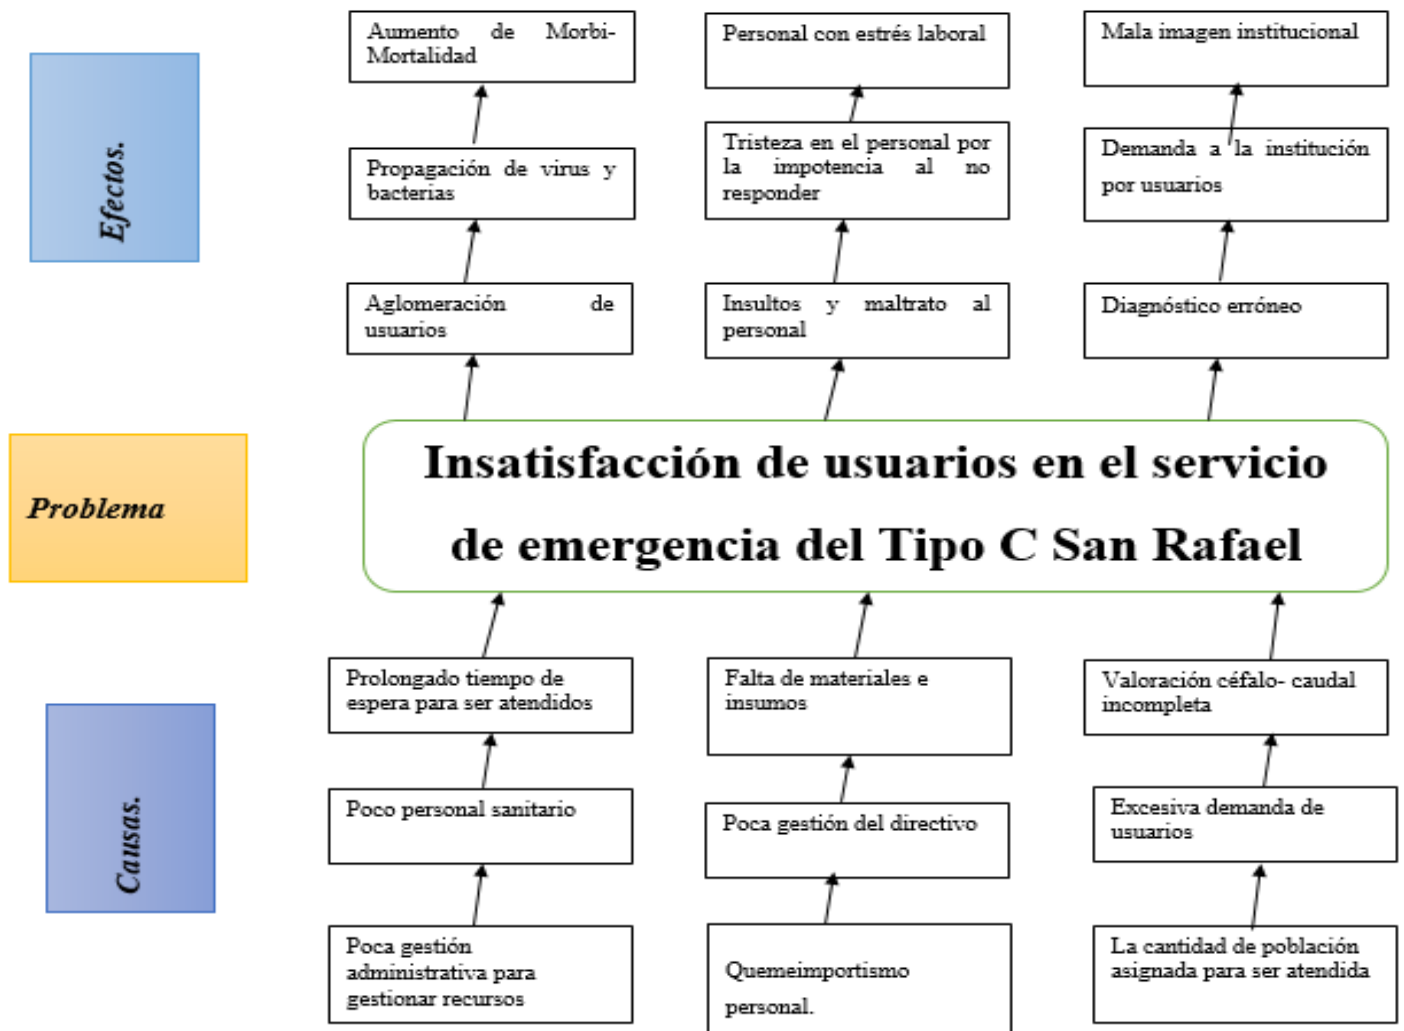 Efectos.
Aumento de Morbi-
Mortalidad
Personal con estrés laboral
Mala imagen institucional
Propagación de virus y
bacterias
Tristeza en el personal por
la impotencia al no
responder
Demanda a la institución
por usuarios
Aglomeración de
usuarios
Insultos y maltrato al
personal
Diagnóstico erróneo
Problema
Insatisfacción de usuarios en el servicio
de emergencia del Tipo C San Rafael
Causas.
Prolongado tiempo de
espera para ser atendidos
Falta de materiales e
insumos
Valoración céfalo- caudal
incompleta
Poco personal sanitario
Poca gestión del directivo
Excesiva demanda de
usuarios
Poca gestión
administrativa para
gestionar recursos
Quemeimportismo
personal.
La cantidad de población
asignada para ser atendida